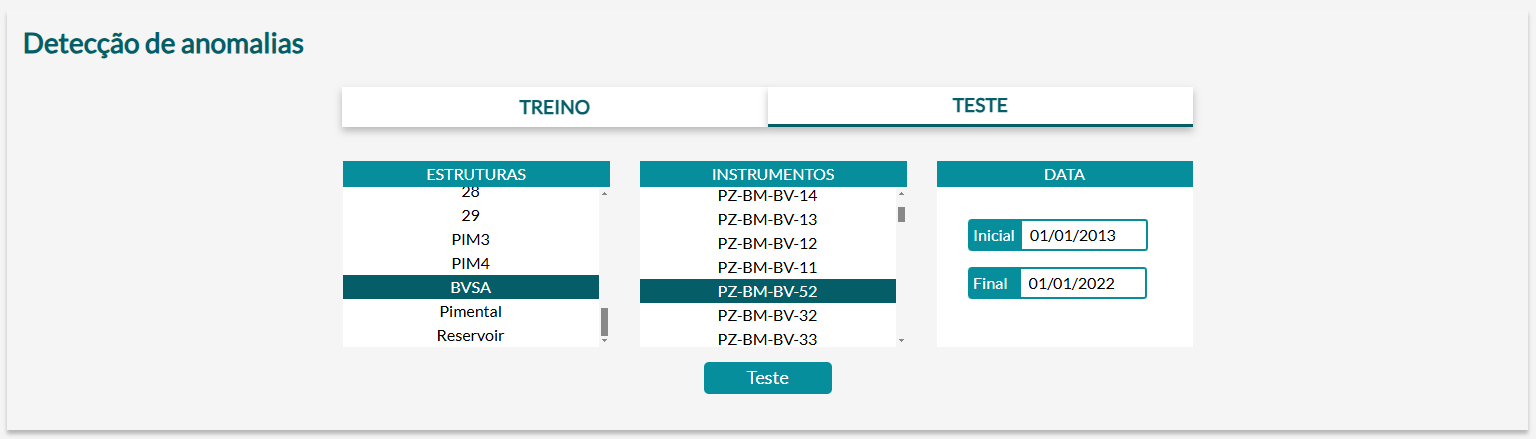 Detecção de anomalias
TREINO
TESTE
ESTRUTURAS
28
29
PIM3
PIM4
BVSA
Pimental
Reservoir
INSTRUMENTOS
PZ-BM-BV-14
PZ-BM-BV-13
PZ-BM-BV-12
PZ-BM-BV-11
PZ-BM-BV-52
PZ-BM-BV-32
PZ-BM-BV-33
DATA
Inicial 01/01/2013
Final 01/01/2022
Teste